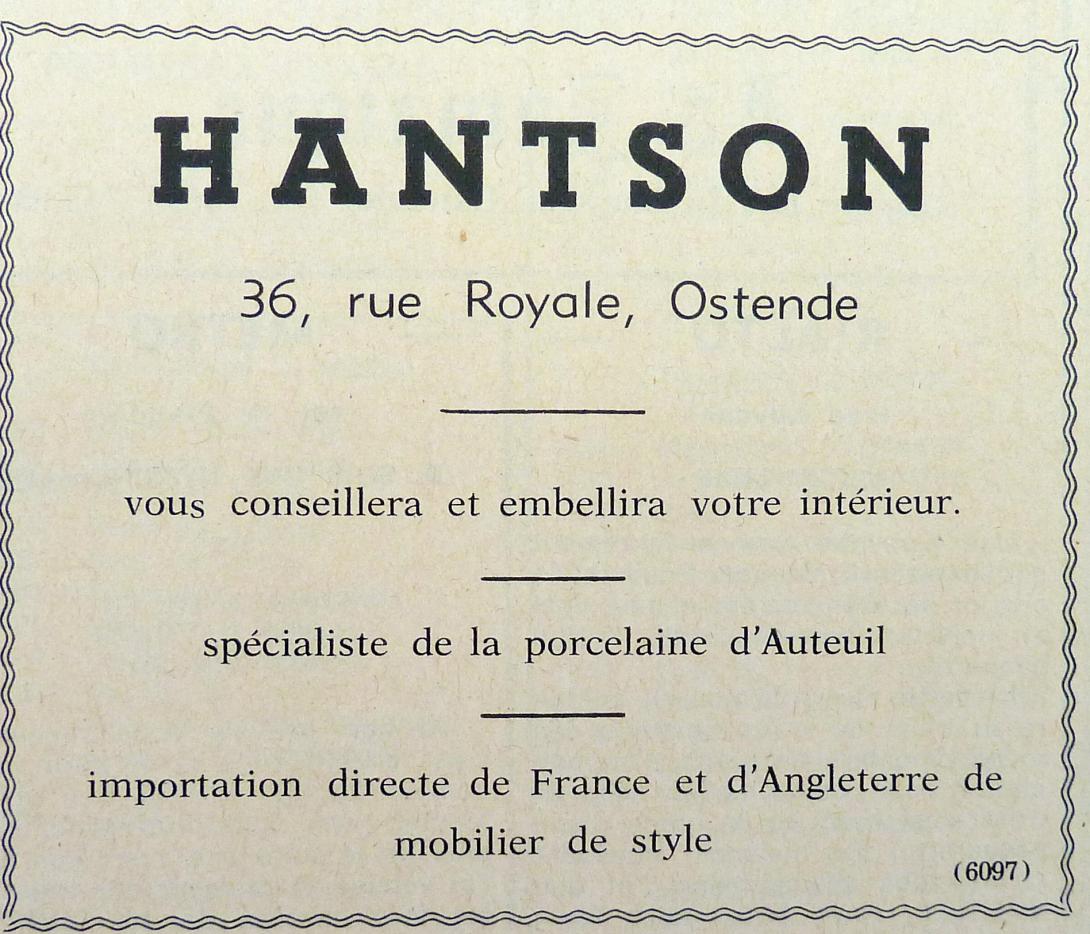 HANTSON
36, rue Royale, Ostende
vous conseillera et embellira votre intérieur.
spécialiste de la porcelaine d'Auteuil
importation directe de France et d'Angleterre de
mobilier de style
(6097)